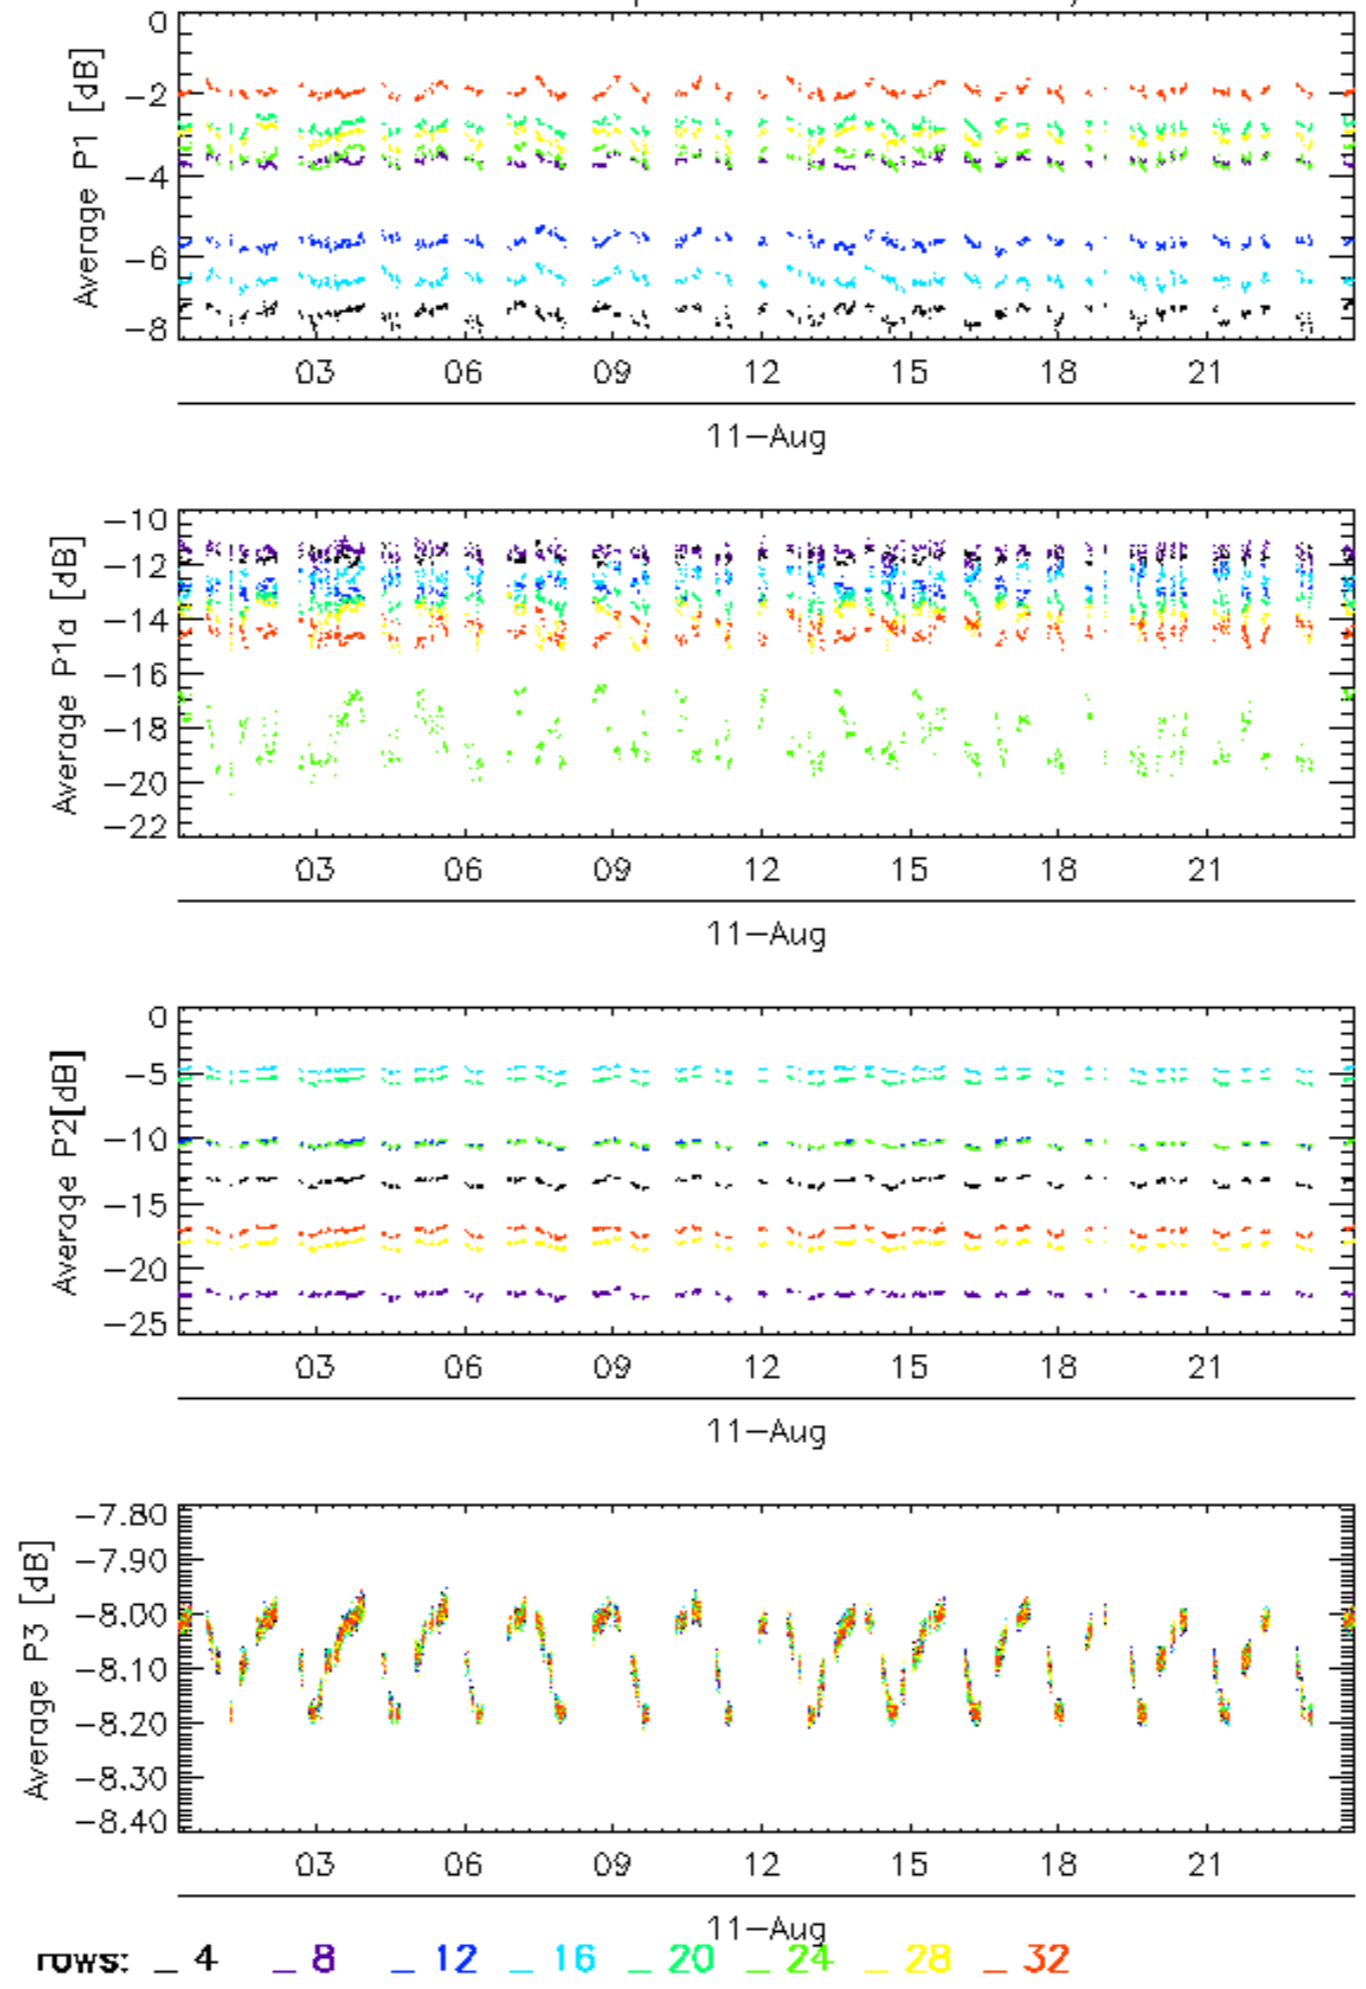 0
−2
−4
−6
−8
Average P1 [dB]
03 06 09 12 15 18 21
11−Aug
−10
−12
−14
−16
−18
−20
−22
Average P1a [dB]
03 06 09 12 15 18 21
11−Aug
0
−5
−10
−15
−20
−25
Average P2[dB]
03 06 09 12 15 18 21
11−Aug
−7.80
−7.90
−8.00
−8.10
−8.20
−8.30
−8.40
Average P3 [dB]
03 06 09 12 15 18 21
11−Aug
rows: _ 4 _ 8 _ 12 _ 16 _ 20 _ 24 _ 28 _ 32